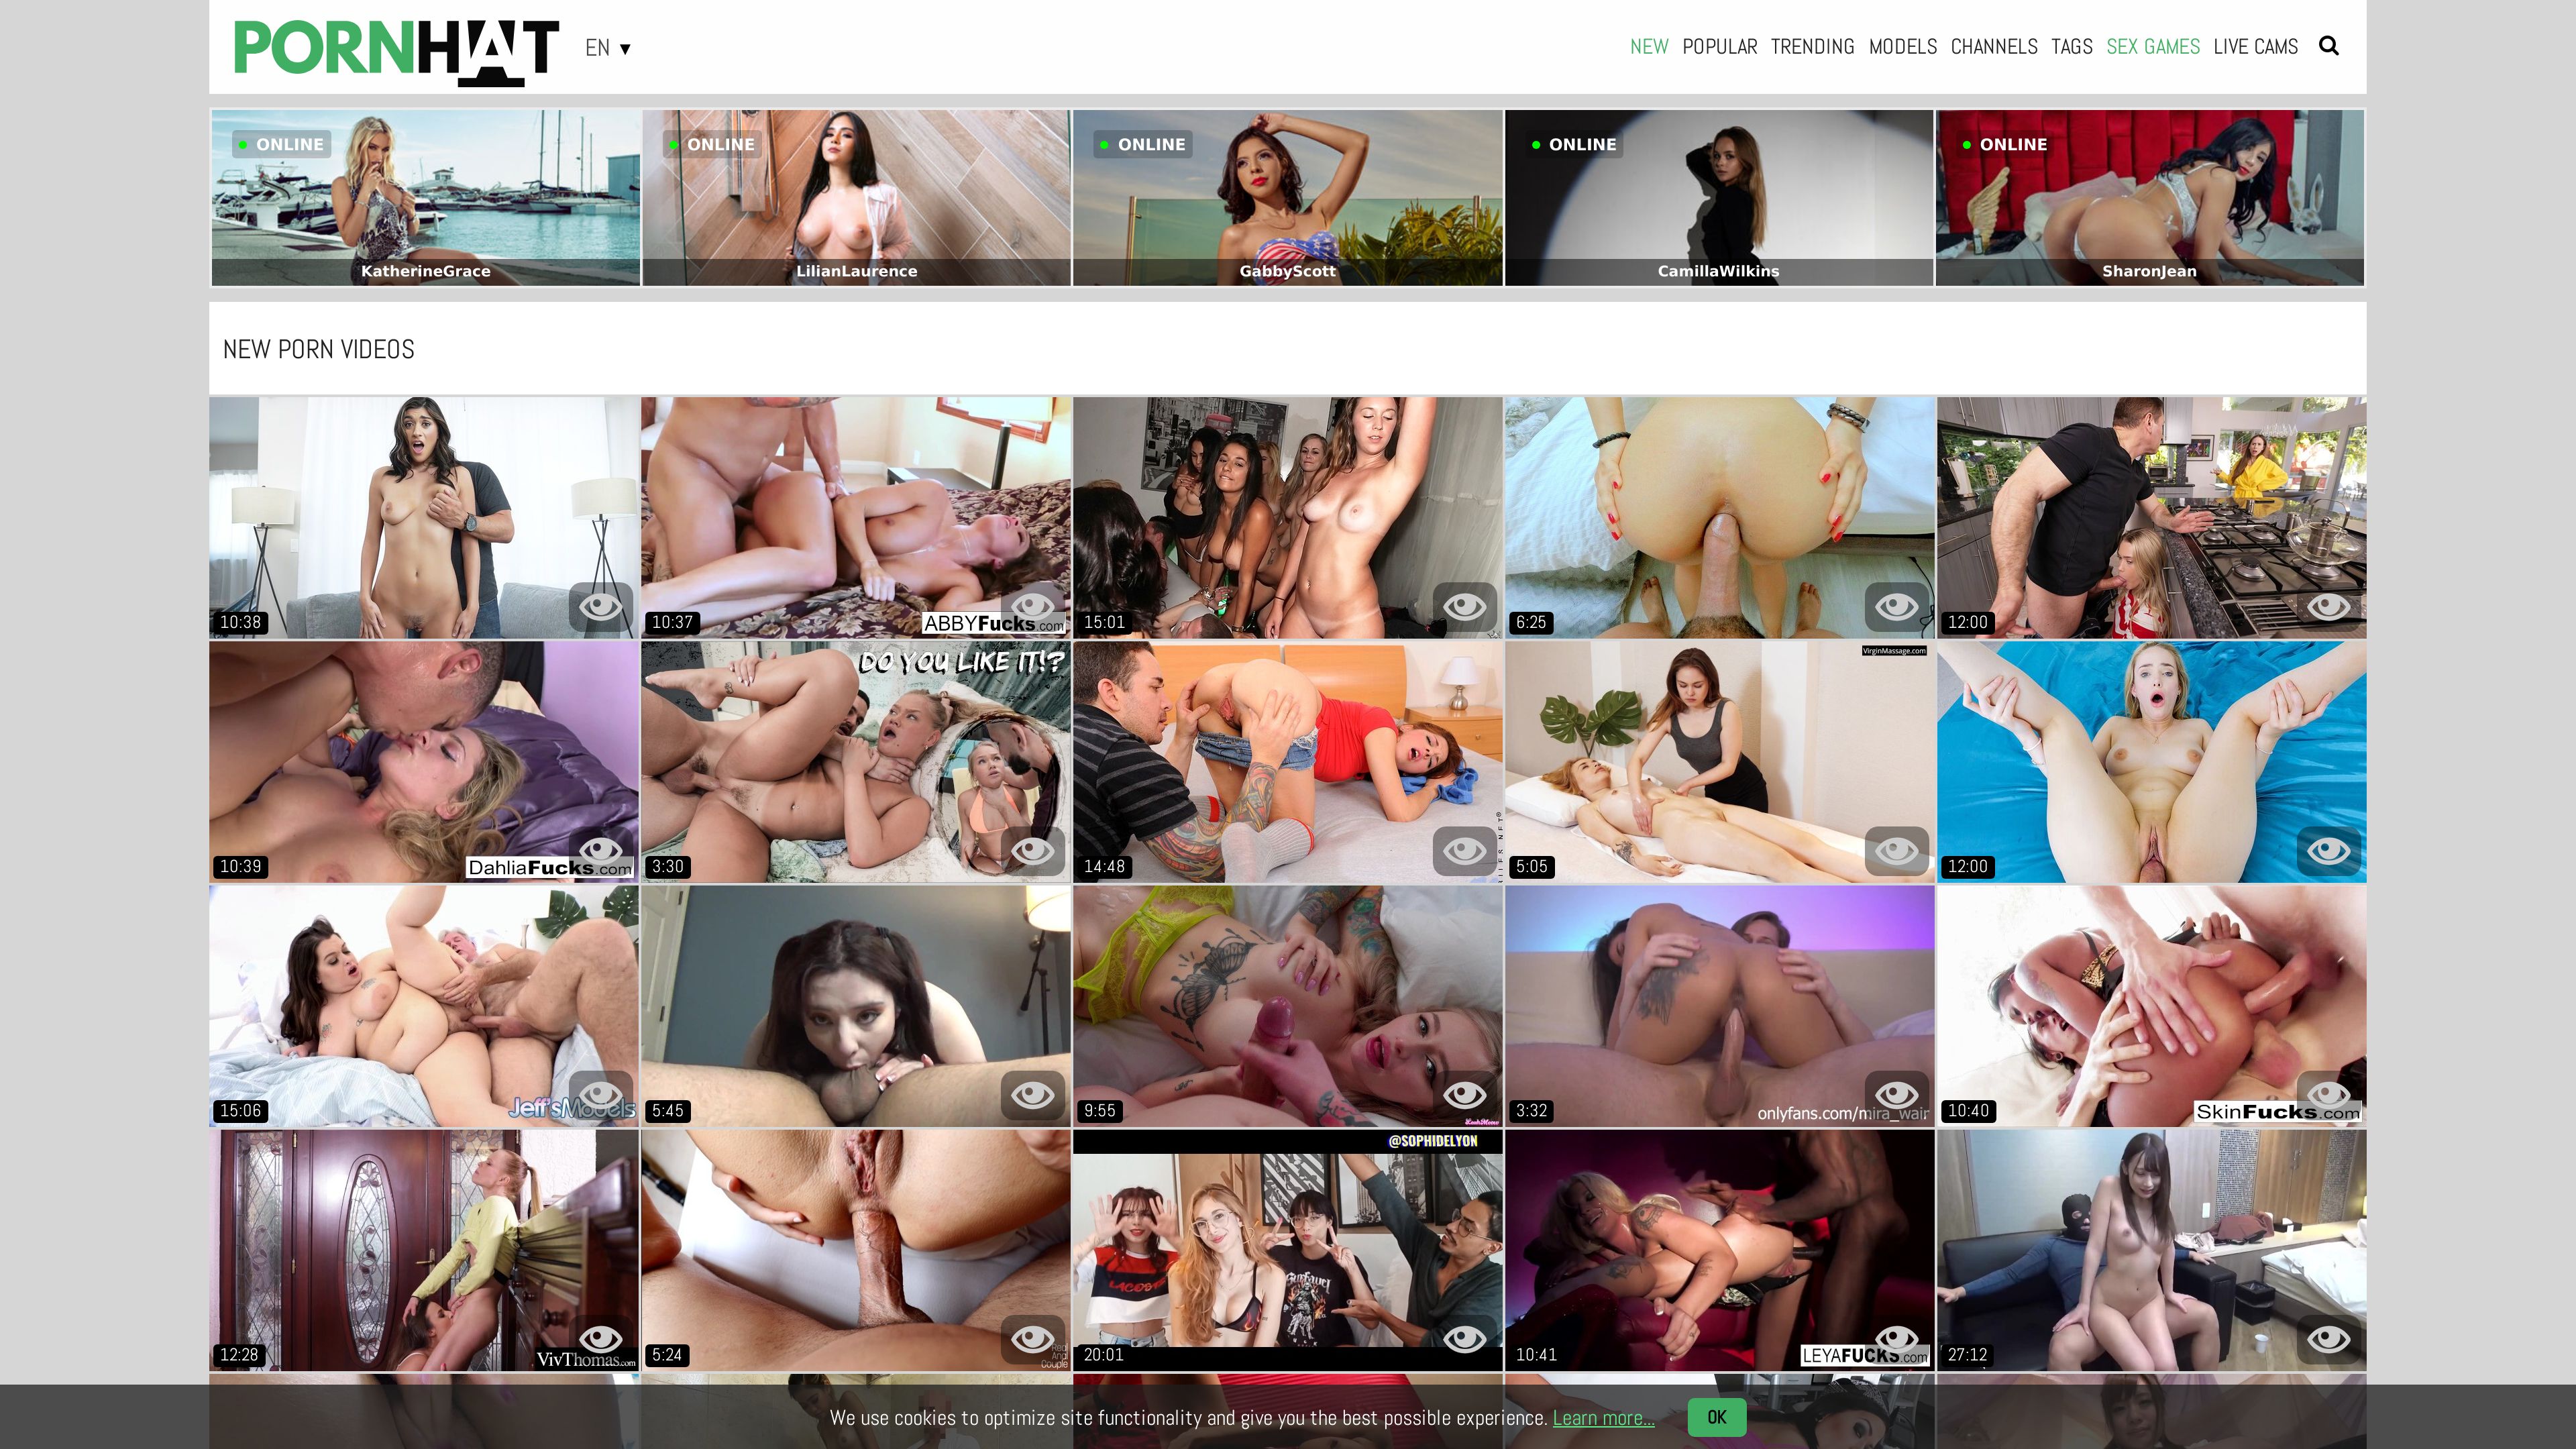 PORNHAT EN ▼ NEW POPULAR TRENDING MODELS CHANNELS TAGS SEX GAMES LIVE CAMS
ONLINE ONLINE ONLINE ONLINE ONLINE
KatherineGrace LilianLaurence GabbyScott CamillaWilkins SharonJean
NEW PORN VIDEOS
10:38 10:37 ABBYFucks.com 15:01 6:25 12:00
DO YOU LIKE IT!? VirginMassage.com
10:39 DahliaFucks.com 3:30 14:48 5:05 12:00
15:06 Jeff'sModels 5:45 9:55 3:32 onlyfans.com/mira_wair 10:40 SkinFucks.com
@SOPHIDELYON
LACOSTE
12:28 VivThomas.com 5:24 Real Anal Couple 20:01 10:41 LEYAFUCKS.com 27:12
We use cookies to optimize site functionality and give you the best possible experience. Learn more... OK